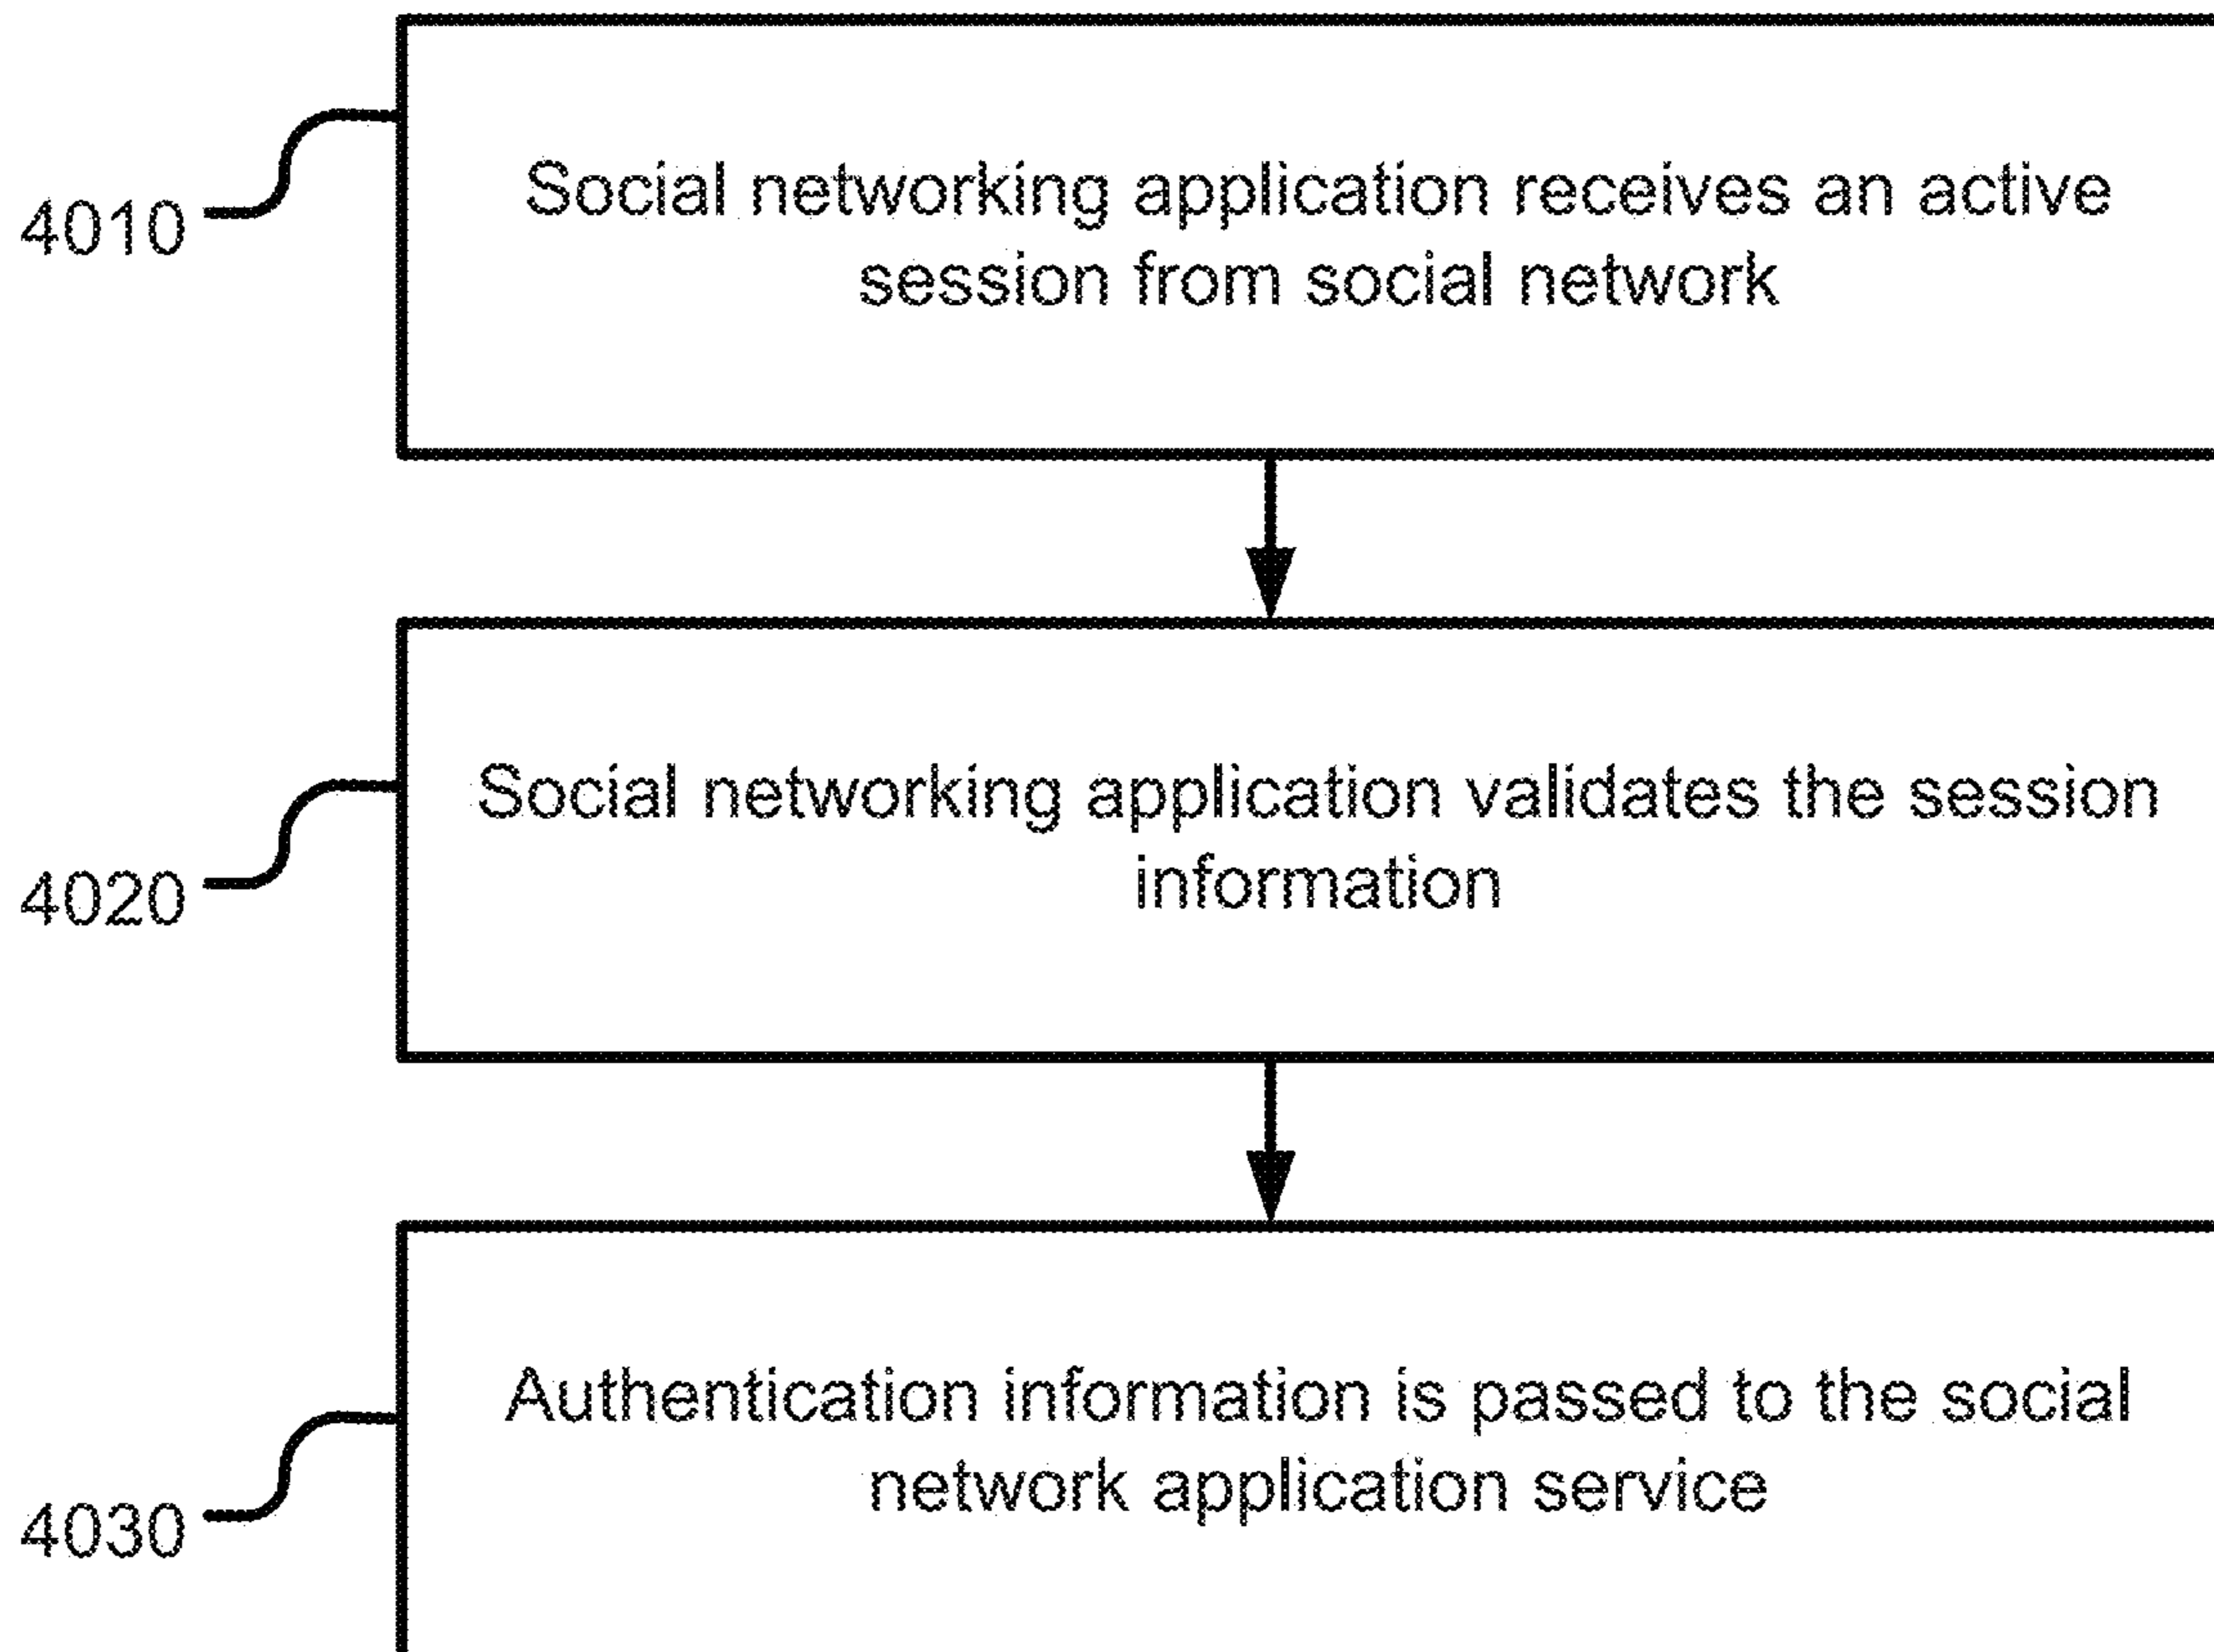 Social networking application receives an active
session from social network
4010
Social networking application validates the session
information
4020
Authentication information is passed to the social
network application service
4030